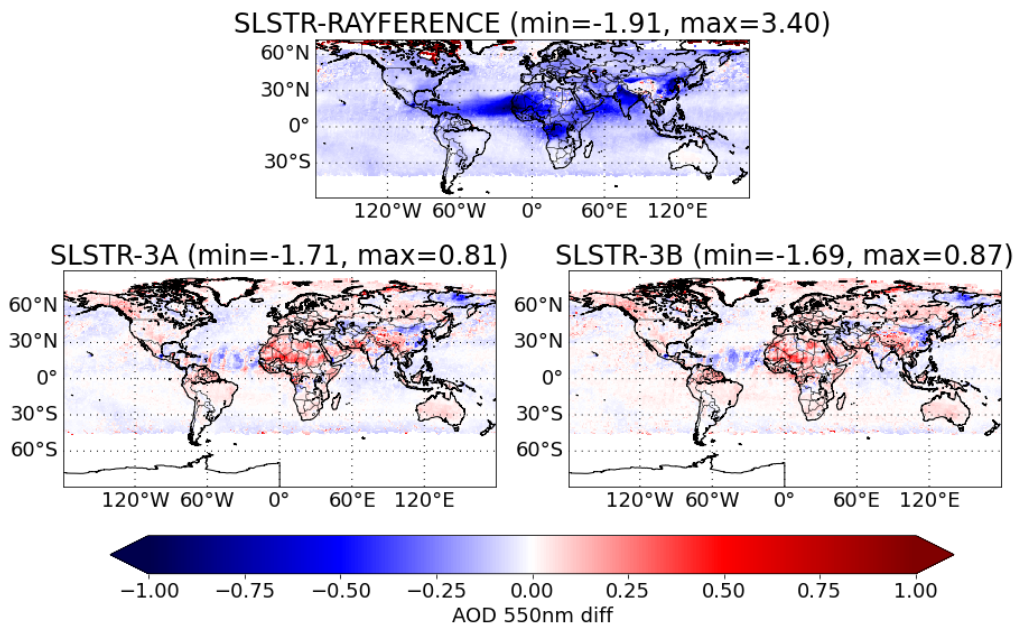 SLSTR-RAYFERENCE (min=-1.91, max=3.40)
60°N
30°N
0°
30°S
120°W 60°W 0° 60°E 120°E
SLSTR-3A (min=-1.71, max=0.81)
60°N
30°N
0°
30°S
60°S
120°W 60°W 0° 60°E 120°E
SLSTR-3B (min=-1.69, max=0.87)
60°N
30°N
0°
30°S
60°S
120°W 60°W 0° 60°E 120°E
−1.00 −0.75 −0.50 −0.25 0.00 0.25 0.50 0.75 1.00
AOD 550nm diff